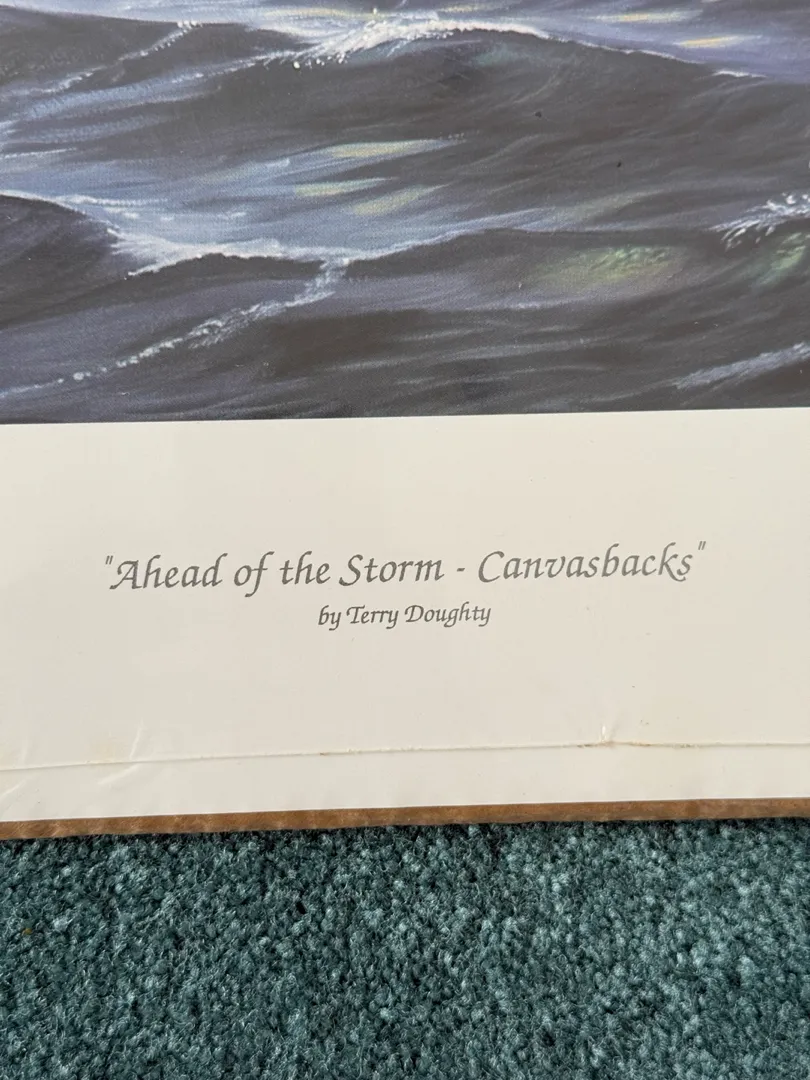 "Ahead of the Storm - Canvasbacks"
by Terry Doughty